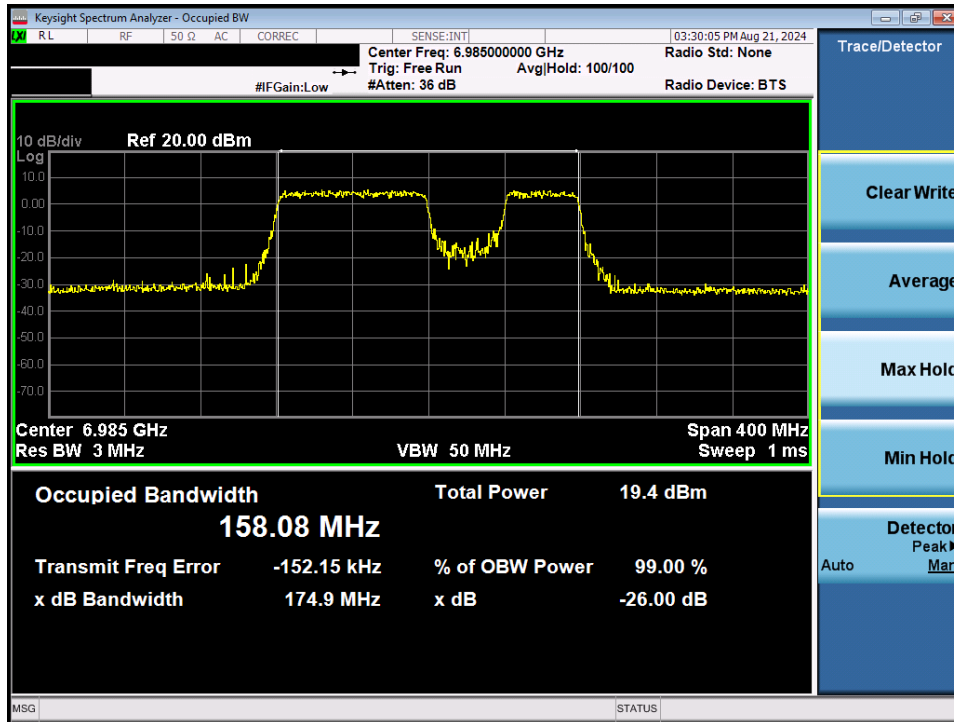 Keysight Spectrum Analyzer - Occupied BW
LXI RL RF 50 Ω AC CORREC SENSE:INT 03:30:05 PM Aug 21, 2024
Center Freq: 6.985000000 GHz Radio Std: None
Trig: Free Run Avg|Hold: 100/100
#IFGain:Low #Atten: 36 dB Radio Device: BTS
Trace/Detector
10 dB/div Ref 20.00 dBm
Log
10.0
0.00
-10.0
-20.0
-30.0
-40.0
-50.0
-60.0
-70.0
Center 6.985 GHz Span 400 MHz
Res BW 3 MHz VBW 50 MHz Sweep 1 ms
Occupied Bandwidth Total Power 19.4 dBm
158.08 MHz
Transmit Freq Error -152.15 kHz % of OBW Power 99.00 %
x dB Bandwidth 174.9 MHz x dB -26.00 dB
Clear Write
Average
Max Hold
Min Hold
Detector
Peak
Auto Man
MSG STATUS